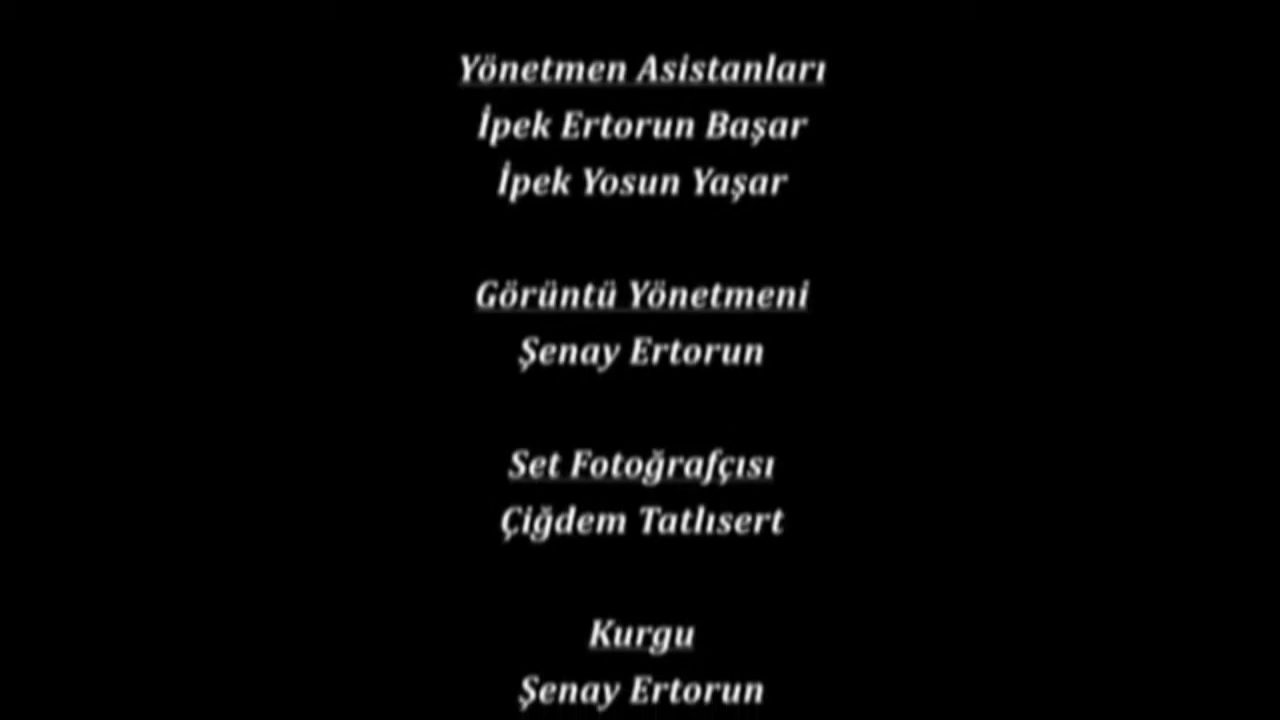 Yönetmen Asistanları
İpek Ertorun Başar
İpek Yosun Yaşar
Görüntü Yönetmeni
Şenay Ertorun
Set Fotoğrafçısı
Çiğdem Tatlısert
Kurgu
Şenay Ertorun